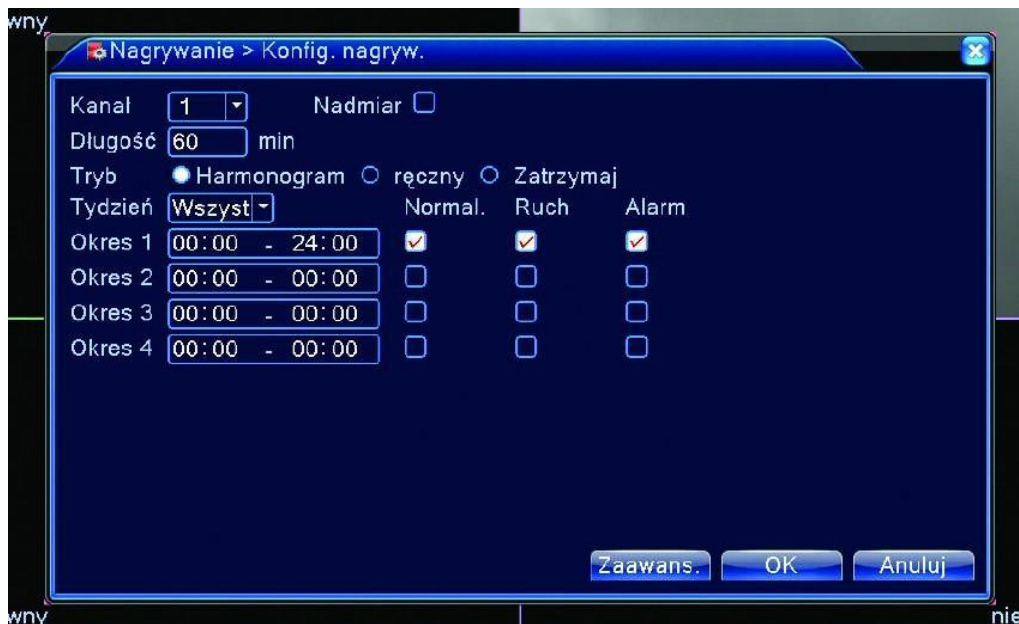 wny
Nagrywanie > Konfig. nagryw.
Kanał 1 Nadmiar
Długość 60 min
Tryb Harmonogram ręczny Zatrzymaj
Tydzień Wszyst Normal. Ruch Alarm
Okres 1 00:00 - 24:00
Okres 2 00:00 - 00:00
Okres 3 00:00 - 00:00
Okres 4 00:00 - 00:00
Zaawans. OK Anuluj
wny nie